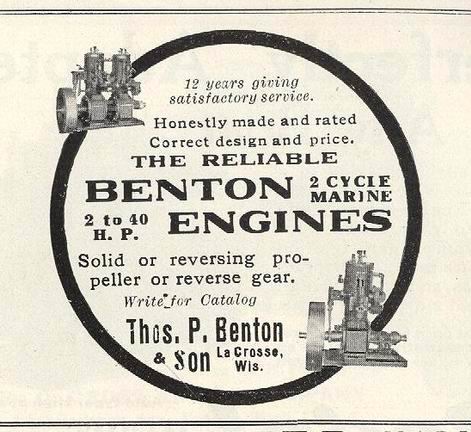 12 years giving
satisfactory service.
Honestly made and rated
Correct design and price.
THE RELIABLE
BENTON 2 CYCLE MARINE
2 to 40 H. P. ENGINES
Solid or reversing pro-
peller or reverse gear.
Write for Catalog
Thos. P. Benton
& Son La Crosse, Wis.